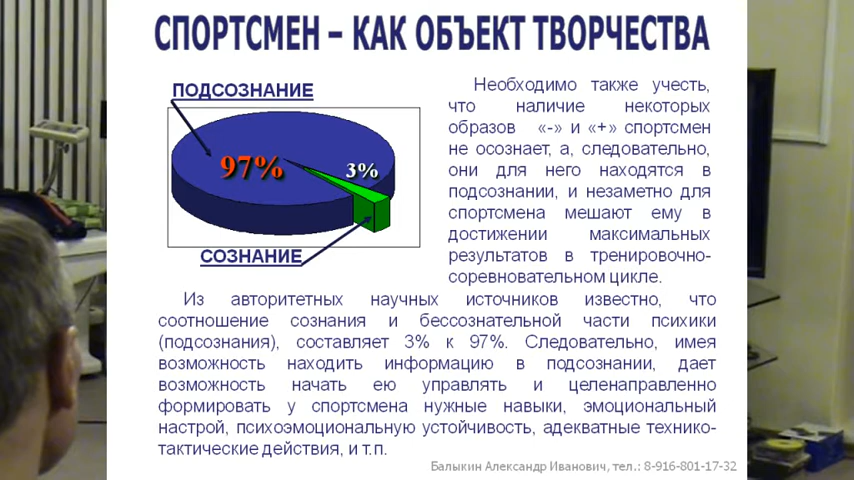 СПОРТСМЕН – КАК ОБЪЕКТ ТВОРЧЕСТВА
ПОДСОЗНАНИЕ
97%
3%
СОЗНАНИЕ
Необходимо также учесть,
что наличие некоторых
образов «-» и «+» спортсмен
не осознает, а, следовательно,
они для него находятся в
подсознании, и незаметно для
спортсмена мешают ему в
достижении максимальных
результатов в тренировочно-
соревновательном цикле.
Из авторитетных научных источников известно, что
соотношение сознания и бессознательной части психики
(подсознания), составляет 3% к 97%. Следовательно, имея
возможность находить информацию в подсознании, дает
возможность начать ею управлять и целенаправленно
формировать у спортсмена нужные навыки, эмоциональный
настрой, психоэмоциональную устойчивость, адекватные технико-
тактические действия, и т.п.
Балыкин Александр Иванович, тел.: 8-916-801-17-32